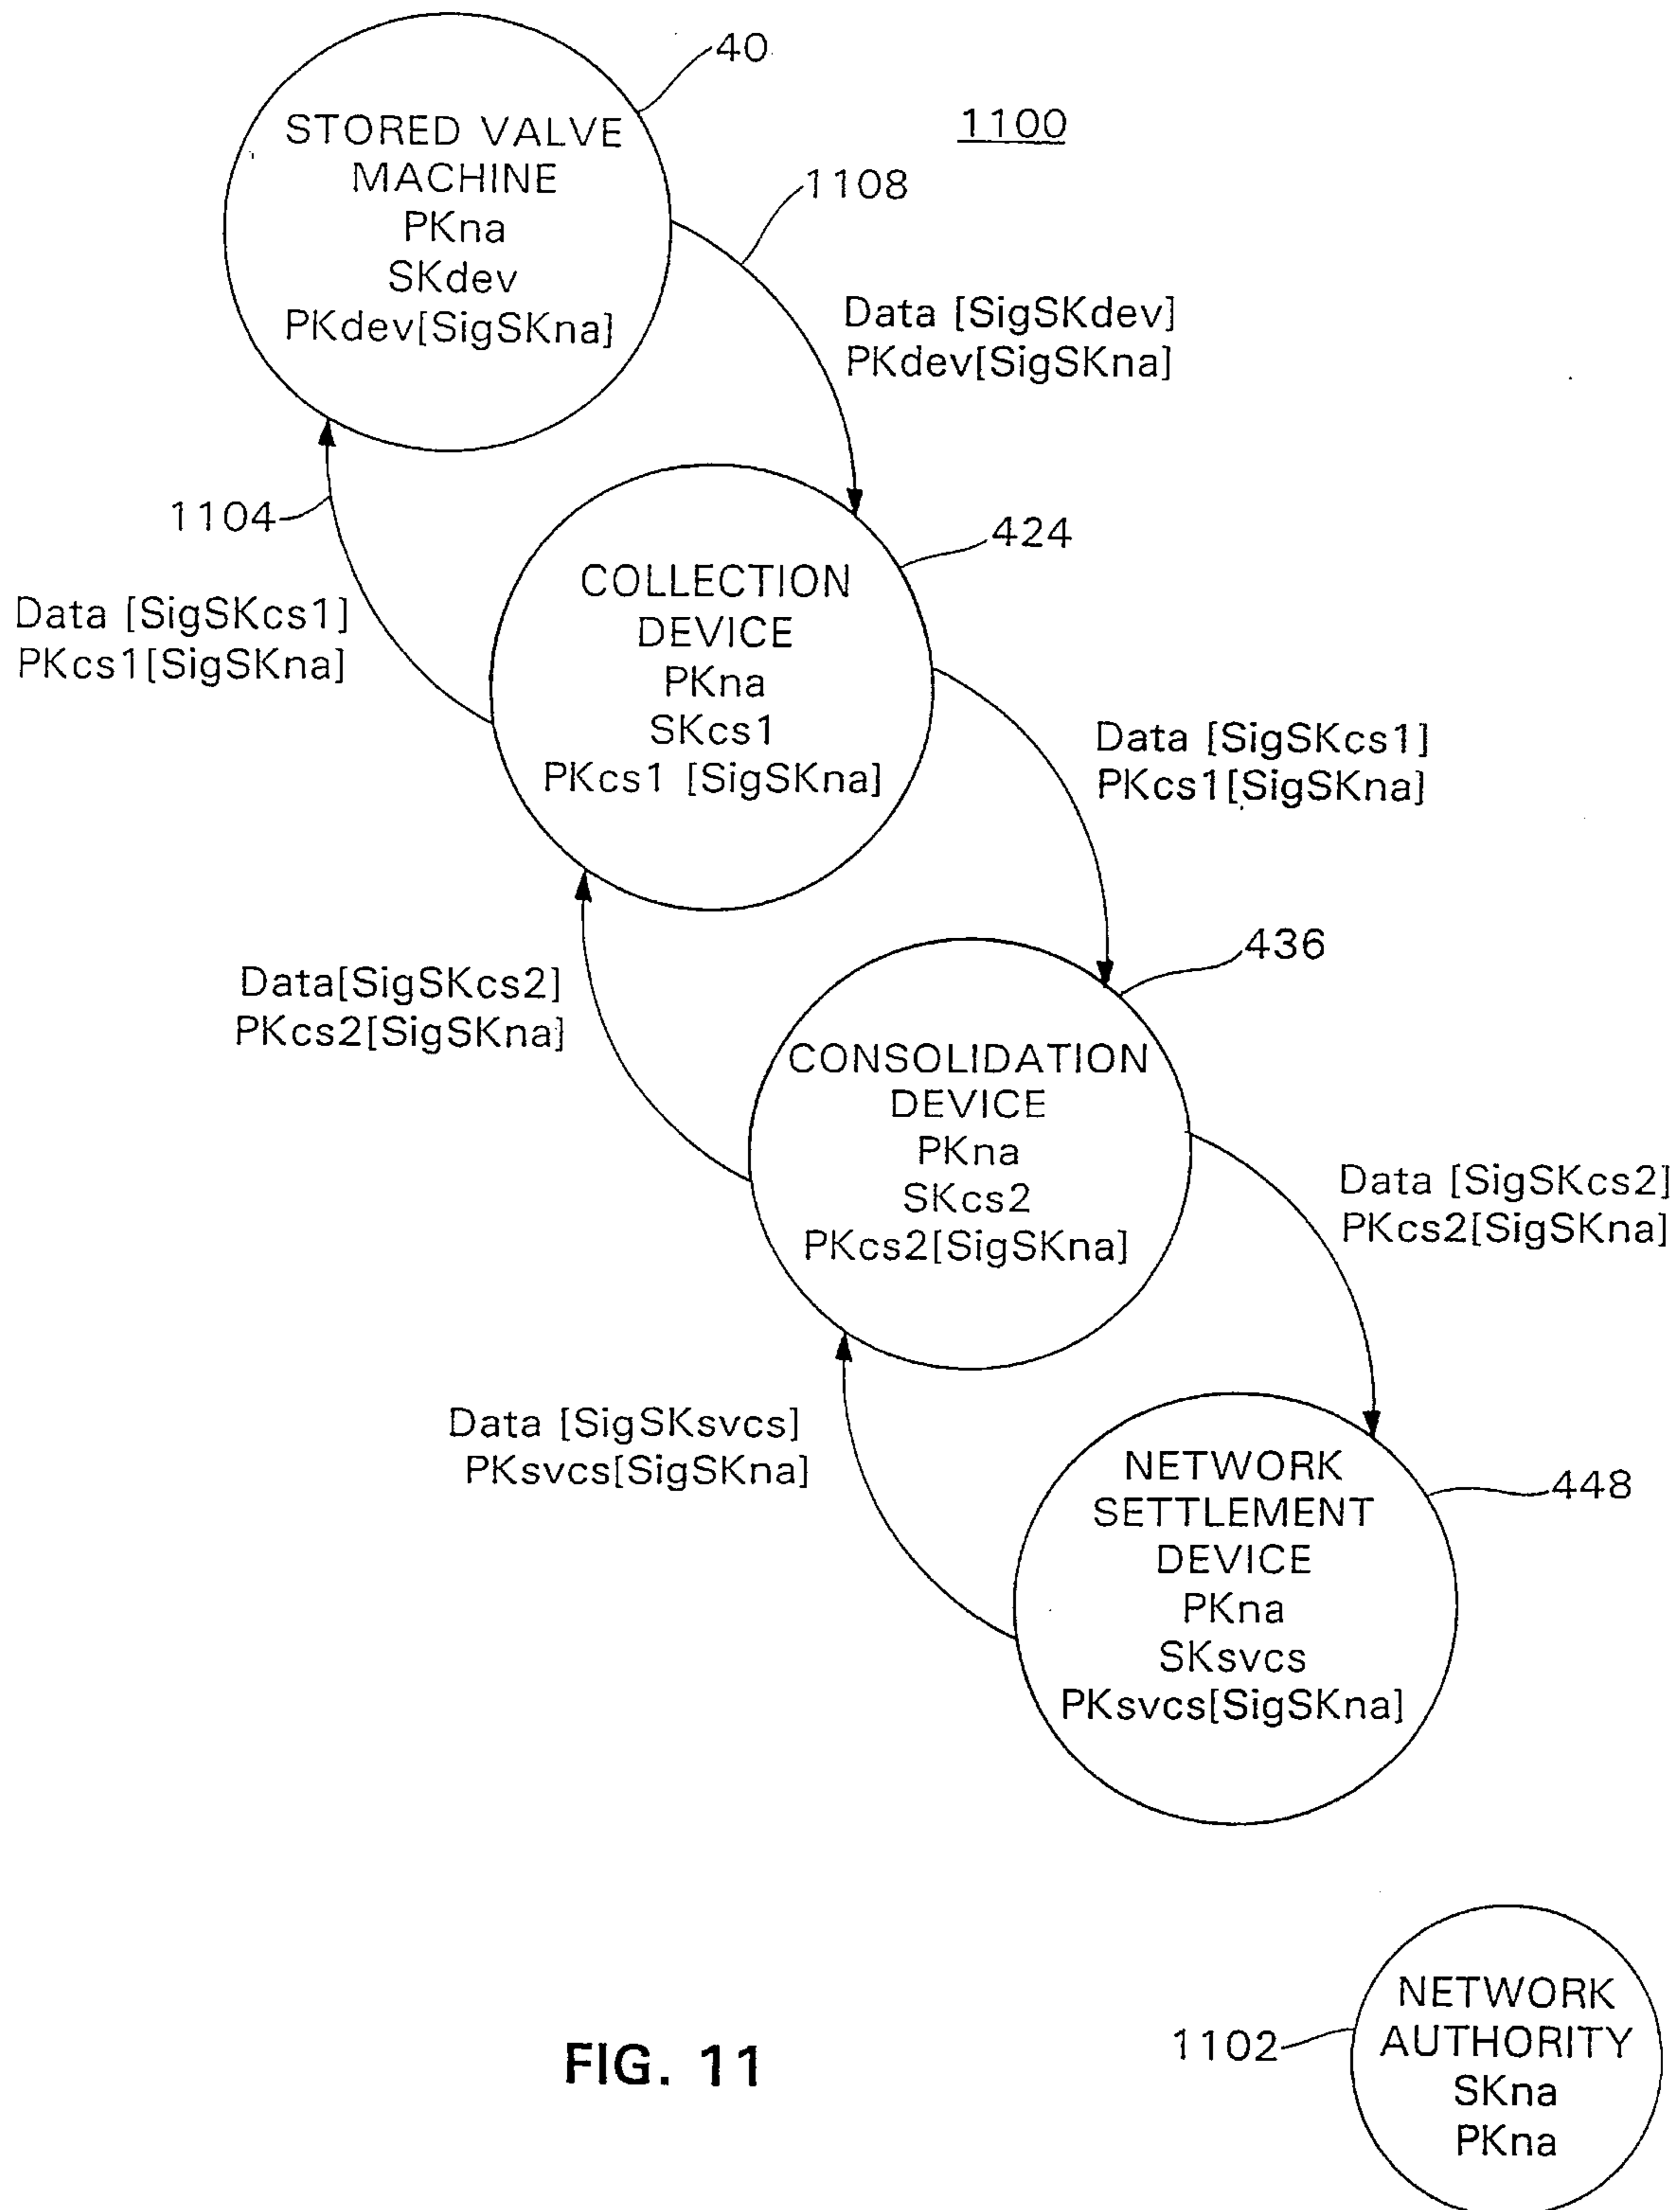 40
1100
STORED VALVE
MACHINE
PKna
SKdev
PKdev[SigSKna]
1108
Data [SigSKdev]
PKdev[SigSKna]
1104
Data [SigSKcs1]
PKcs1[SigSKna]
424
COLLECTION
DEVICE
PKna
SKcs1
PKcs1 [SigSKna]
Data [SigSKcs1]
PKcs1[SigSKna]
436
Data[SigSKcs2]
PKcs2[SigSKna]
CONSOLIDATION
DEVICE
PKna
SKcs2
PKcs2[SigSKna]
Data [SigSKcs2]
PKcs2[SigSKna]
Data [SigSKsvcs]
PKsvcs[SigSKna]
448
NETWORK
SETTLEMENT
DEVICE
PKna
SKsvcs
PKsvcs[SigSKna]
1102
NETWORK
AUTHORITY
SKna
PKna
FIG. 11